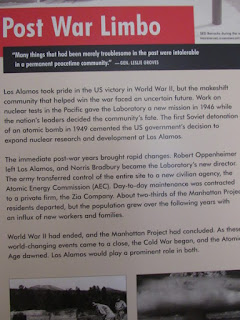 Post War Limbo
"Many things that had been merely troublesome in the past were intolerable
in a permanent peacetime community." — GEN. LESLIE GROVES
Los Alamos took pride in the US victory in World War II, but the makeshift
community that helped win the war faced an uncertain future. Work on
nuclear tests in the Pacific gave the Laboratory a new mission in 1946 while
the nation's leaders decided the community's fate. The first Soviet detonation
of an atomic bomb in 1949 cemented the US government's decision to
expand nuclear research and development at Los Alamos.
The immediate post-war years brought rapid changes. Robert Oppenheimer
left Los Alamos, and Norris Bradbury became the Laboratory's new director.
The army transferred control of the entire site to a new civilian agency, the
Atomic Energy Commission (AEC). Day-to-day maintenance was contracted
to a private firm, the Zia Company. About two-thirds of the Manhattan Project
residents departed, but the population grew over the following years with
an influx of new workers and families.
World War II had ended, and the Manhattan Project had concluded. As these
world-changing events came to a close, the Cold War began, and the Atomic
Age dawned. Los Alamos would play a prominent role in both.